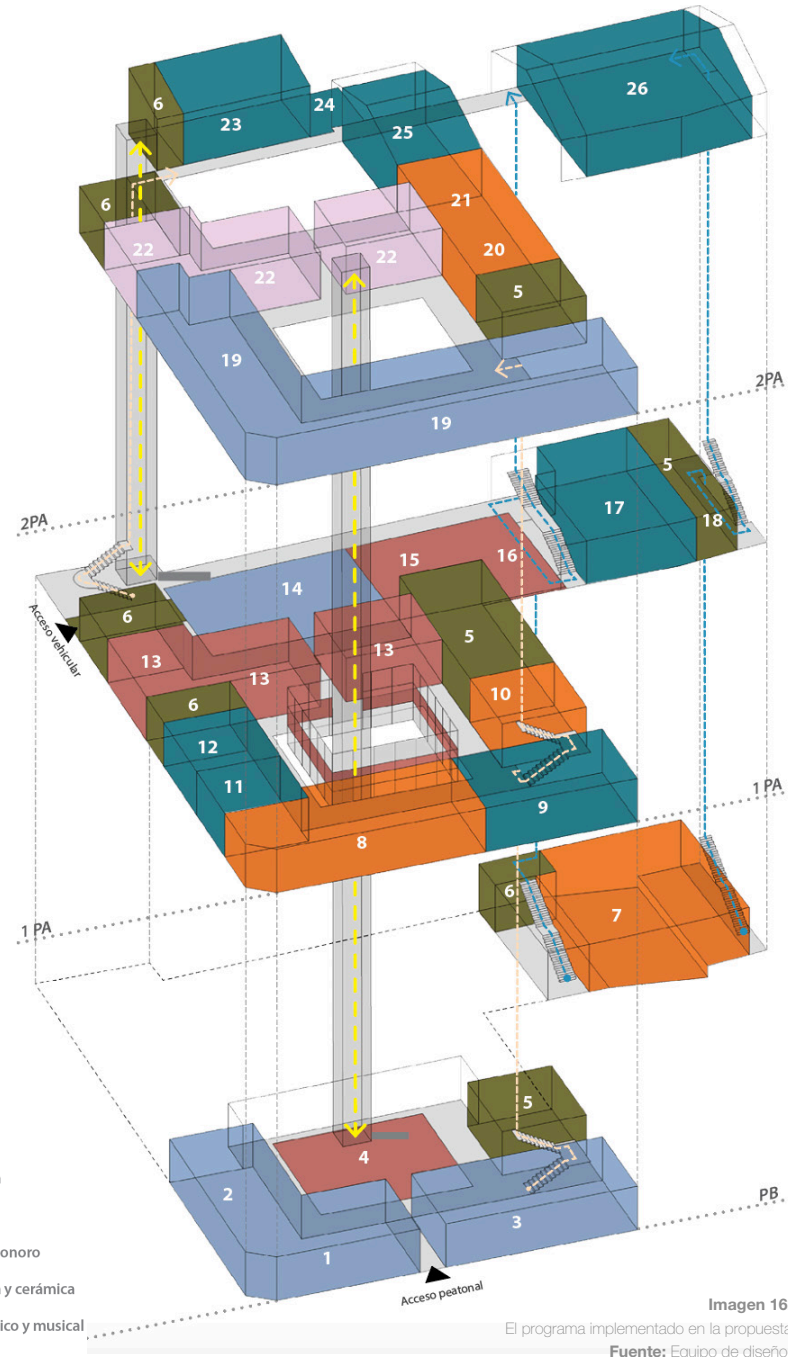 26
6
24
23
25
6
21
22
20
22
22
5
19
19
2PA
2PA
5
17
18
15
16
14
6
Acceso vehicular
13
13
13
5
6
10
12
11
9
8
1 PA
1 PA
6
7
5
4
2
3
1
PB
Acceso peatonal
onoro
y cerámica
ico y musical
Imagen 16
El programa implementado en la propuesta
Fuente: Equipo de diseño